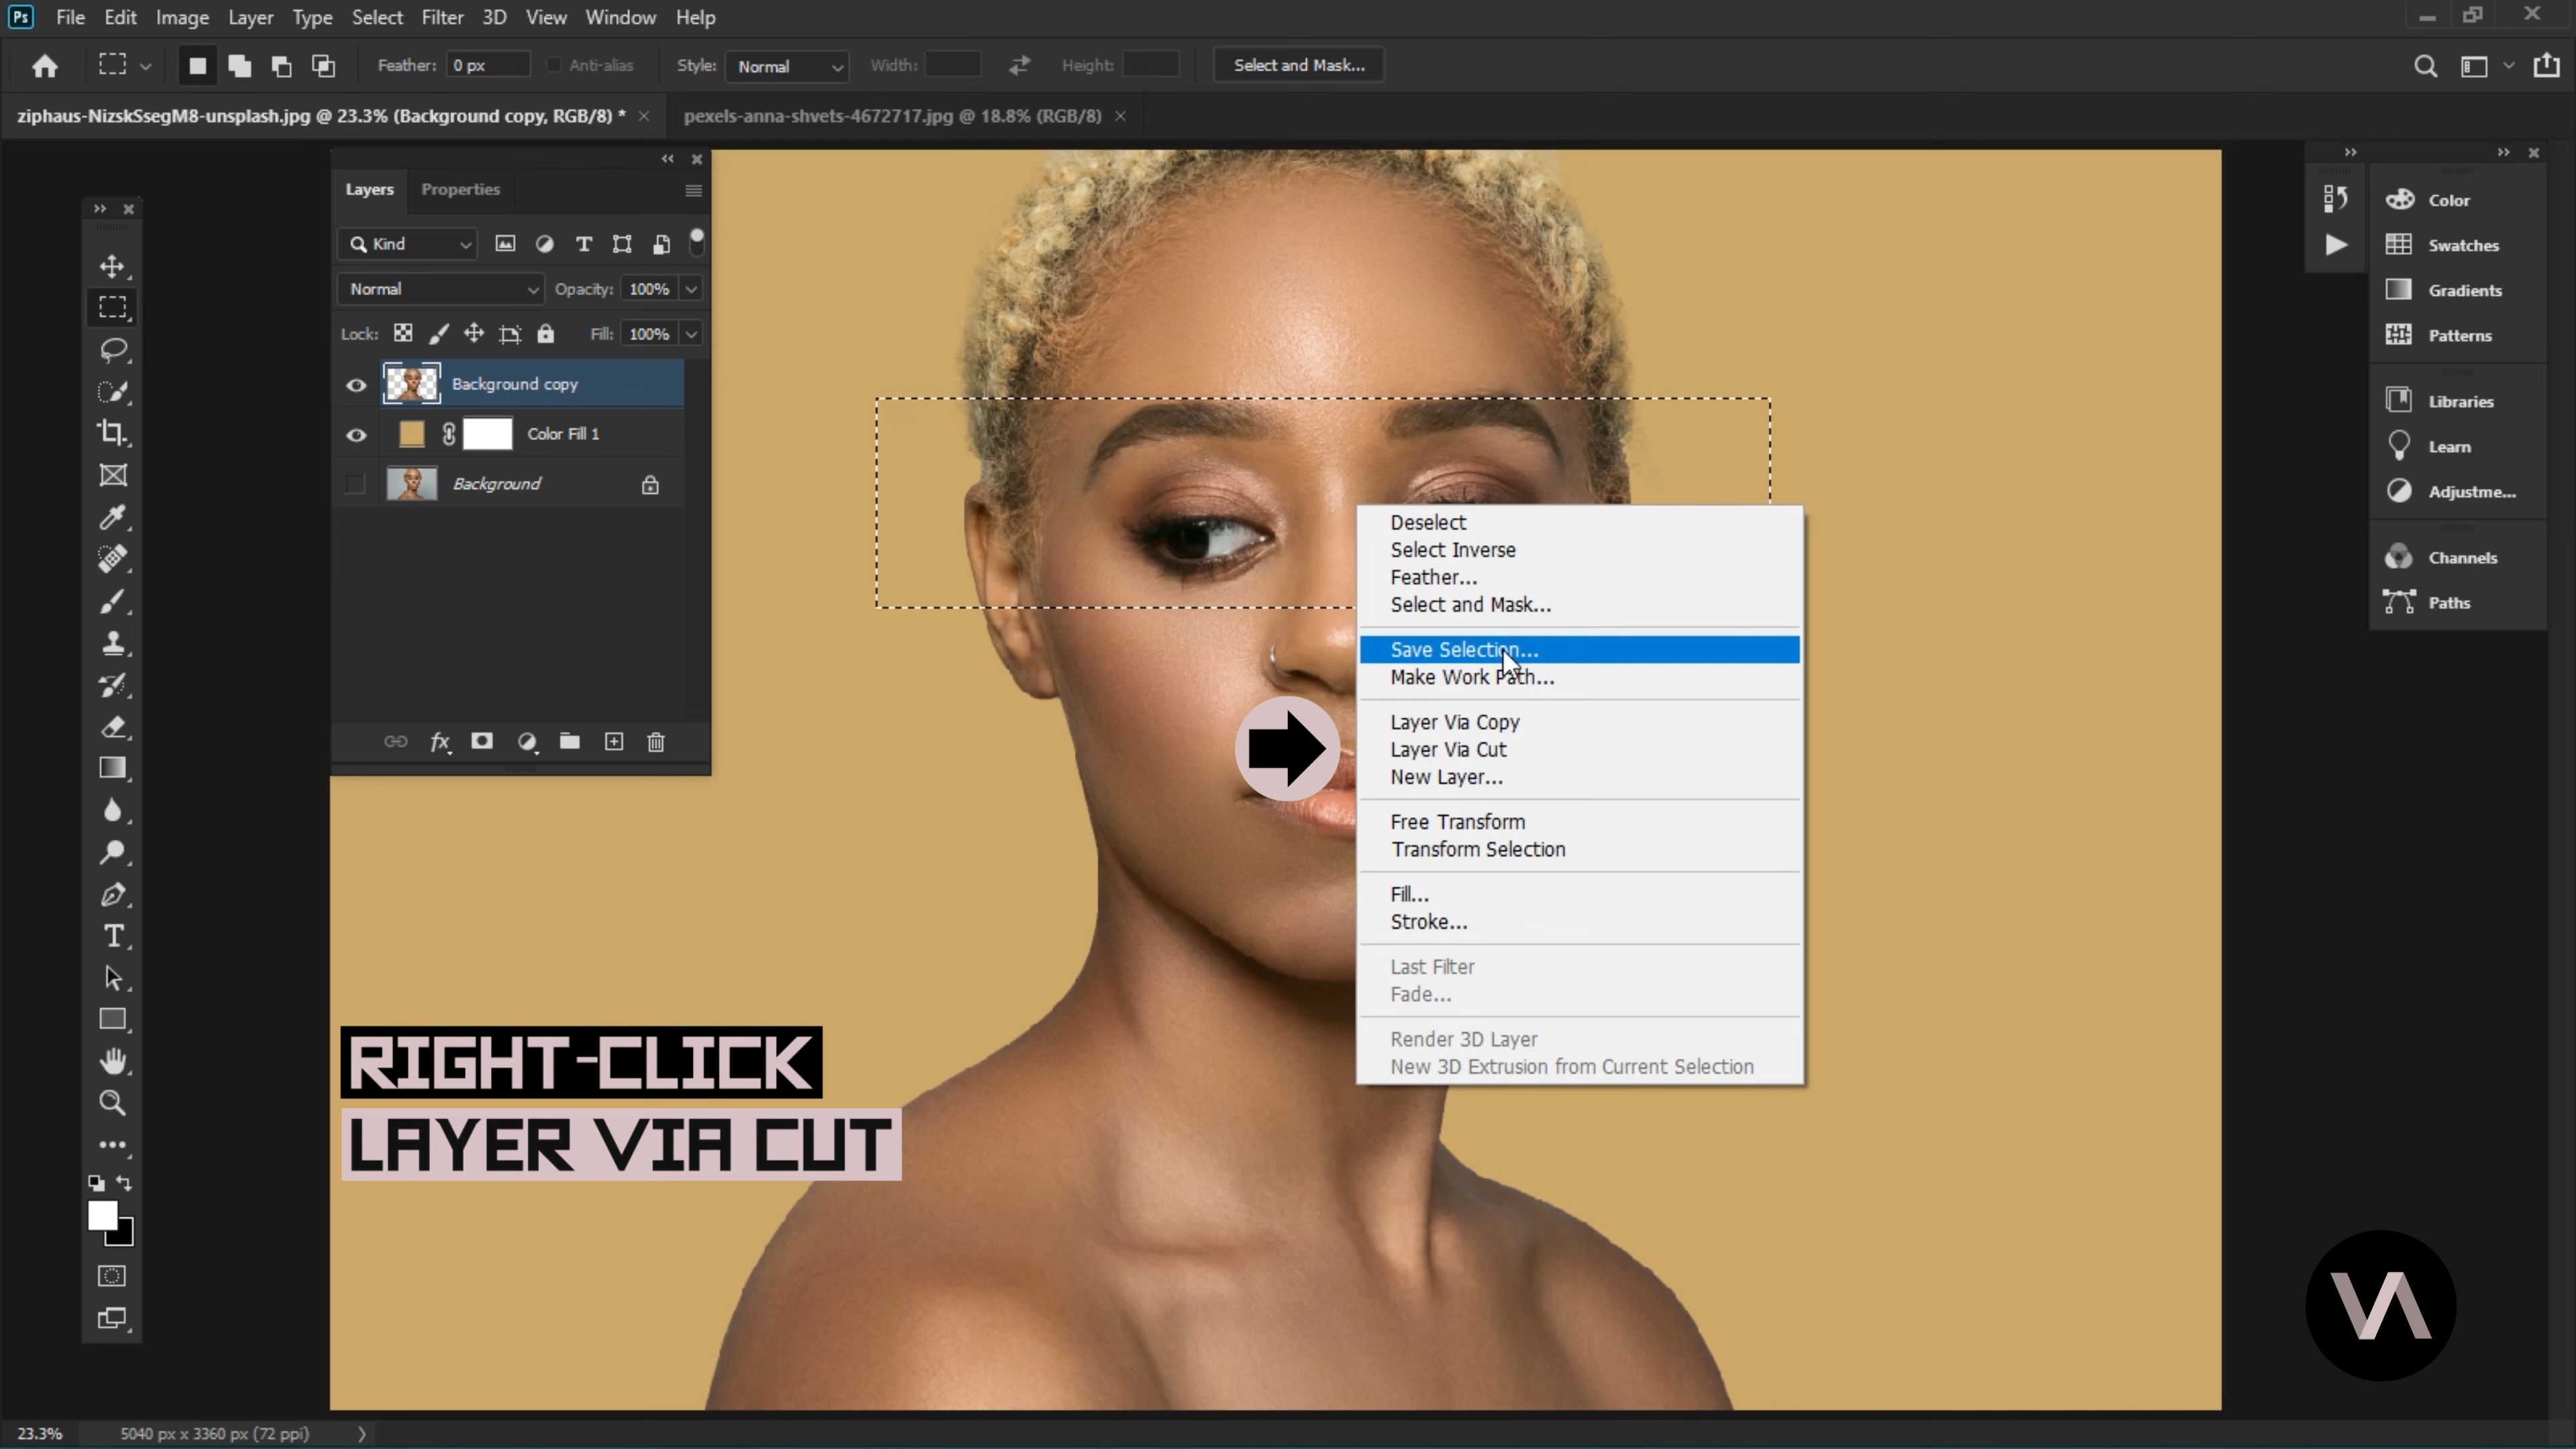 Ps File Edit Image Layer Type Select Filter 3D View Window Help
Feather: 0 px Anti-alias Style: Normal Width: Height: Select and Mask...
ziphaus-NizskSsegM8-unsplash.jpg @ 23.3% (Background copy, RGB/8) * pexels-anna-shvets-4672717.jpg @ 18.8% (RGB/8)
Layers Properties
Kind
Normal Opacity: 100%
Lock: Fill: 100%
Background copy
Color Fill 1
Background
fx
Deselect
Select Inverse
Feather...
Select and Mask...
Save Selection...
Make Work Path...
Layer Via Copy
Layer Via Cut
New Layer...
Free Transform
Transform Selection
Fill...
Stroke...
Last Filter
Fade...
Render 3D Layer
New 3D Extrusion from Current Selection
Color
Swatches
Gradients
Patterns
Libraries
Learn
Adjustme...
Channels
Paths
RIGHT-CLICK
LAYER VIA CUT
VA
23.3% 5040 px x 3360 px (72 ppi)